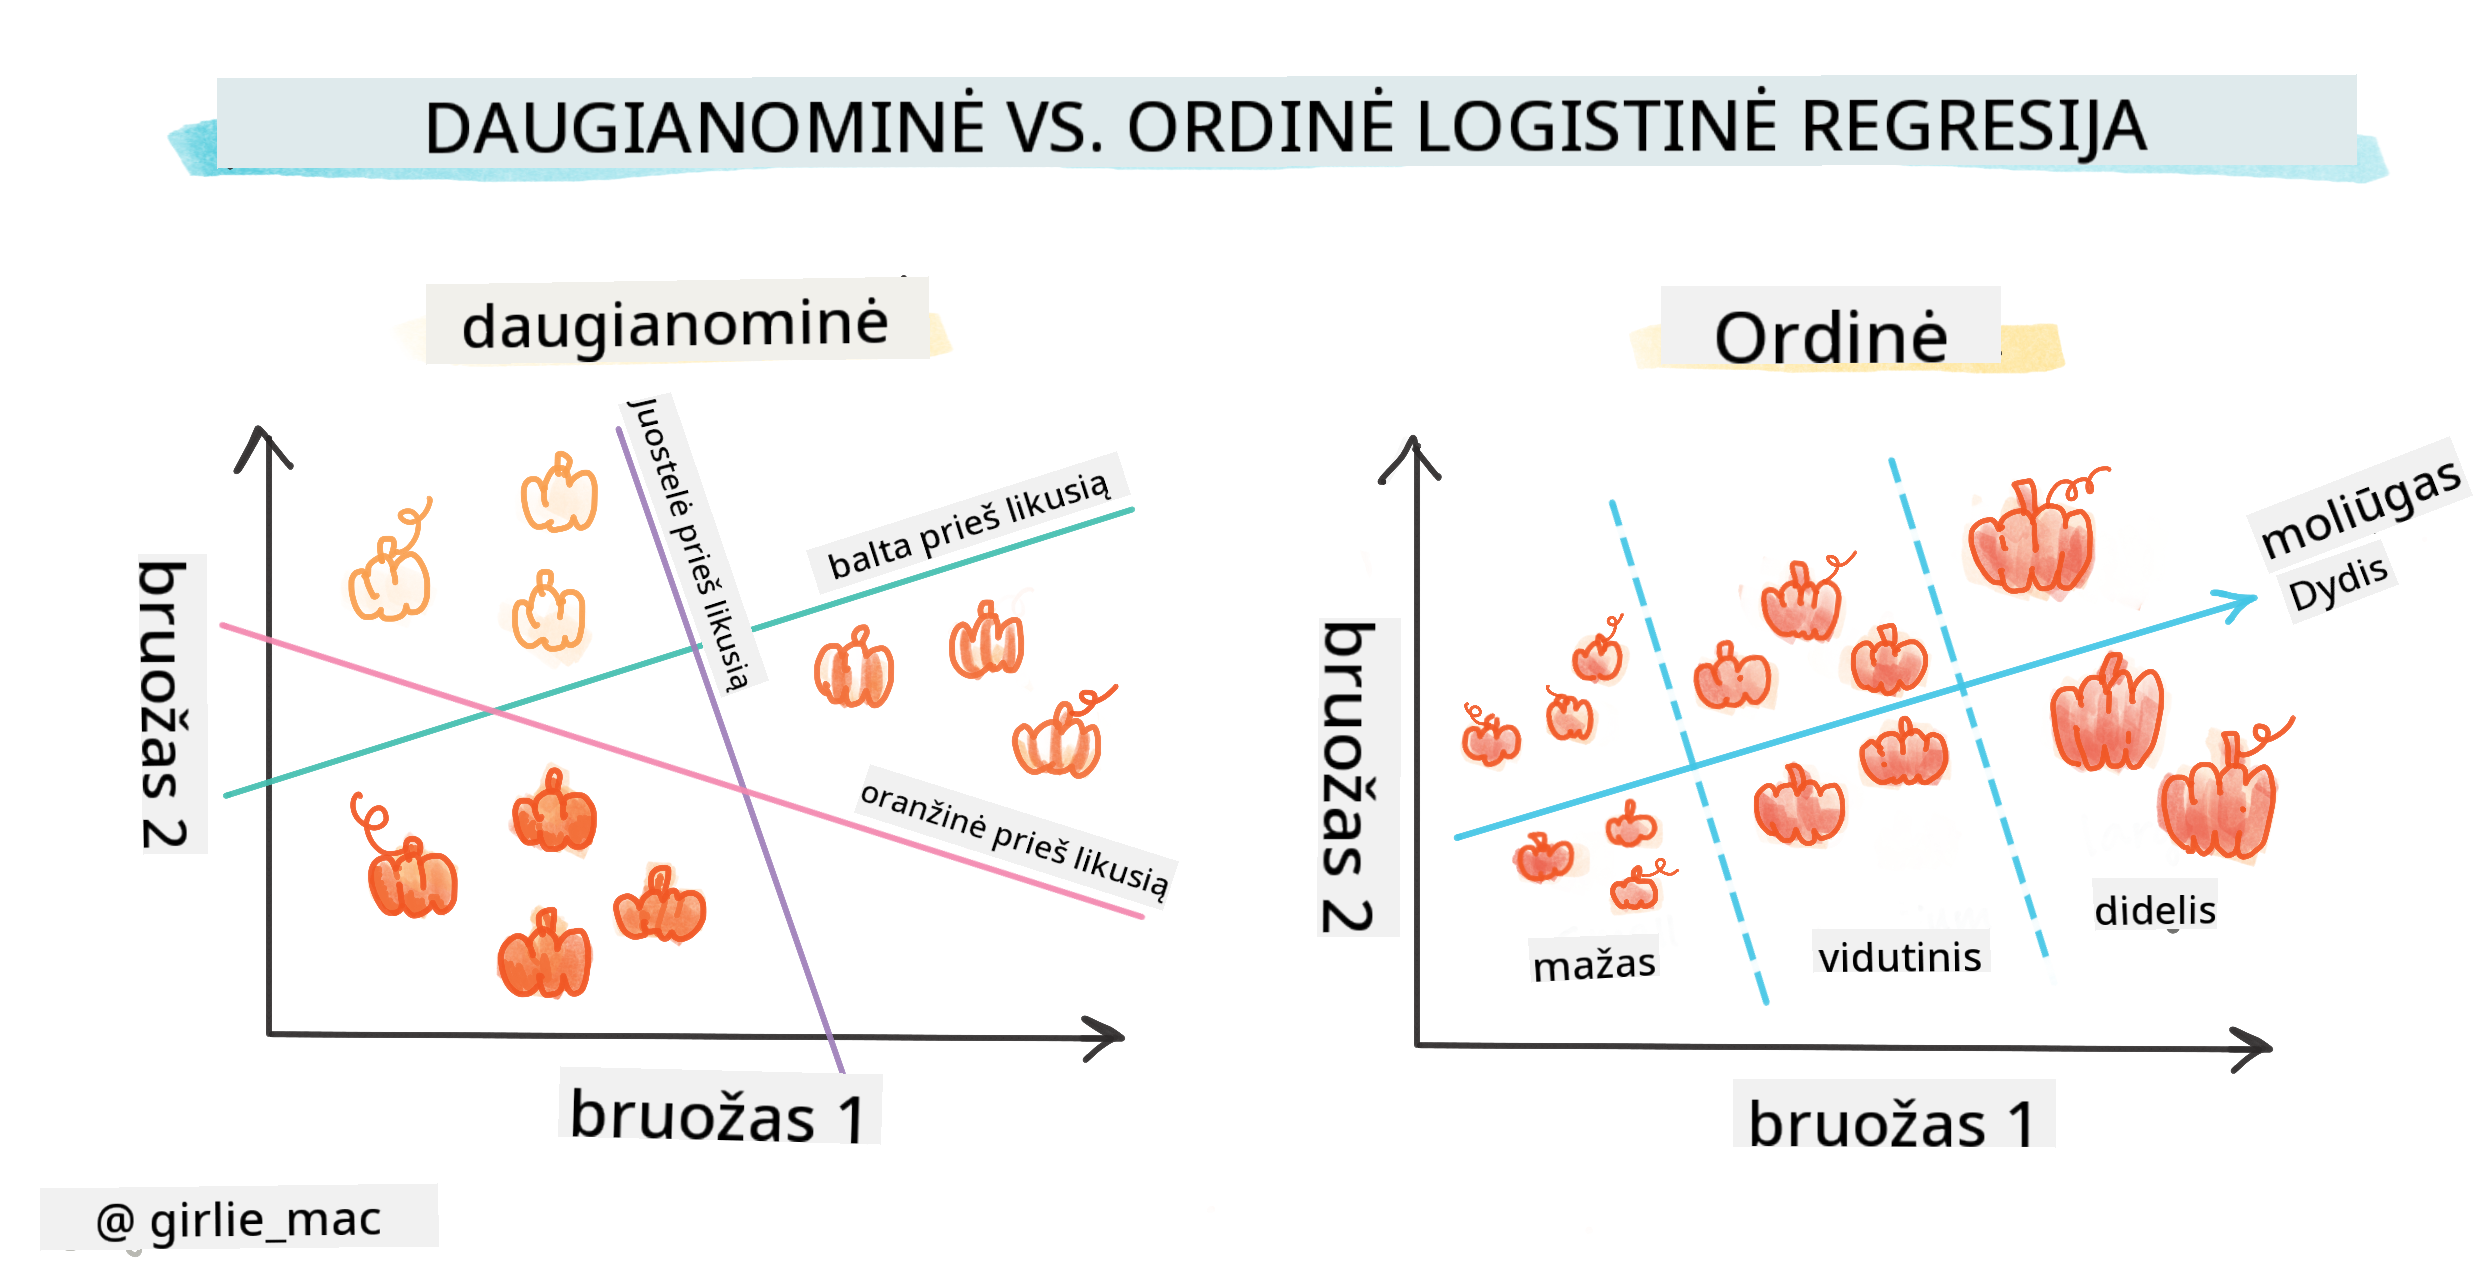 DAUGIANOMINĖ VS. ORDINĖ LOGISTINĖ REGRESIJA
daugianominė
bruožas 2
Juostelė prieš likusią
balta prieš likusią
oranžinė prieš likusią
bruožas 1
Ordinė
bruožas 2
moliūgas
Dydis
mažas
vidutinis
didelis
bruožas 1
@ girlie_mac